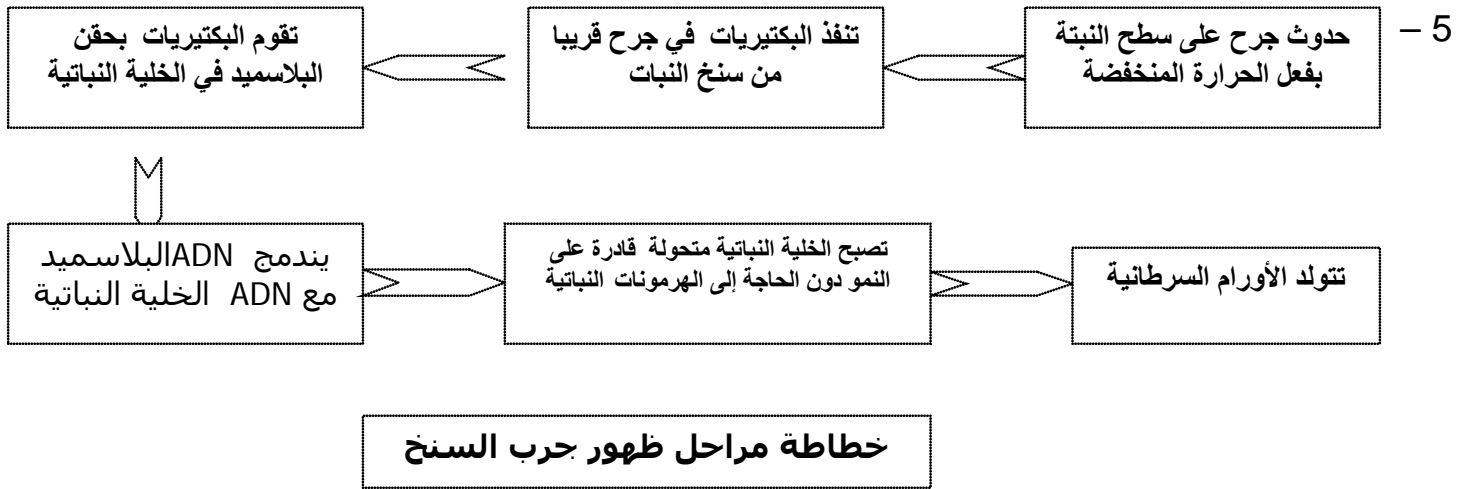 5 –
حدوث جرح على سطح النبتة
بفعل الحرارة المنخفضة
تنفذ البكتيريات في جرح قريبا
من سنخ النبات
تقوم البكتيريات بحقن
البلاسميد في الخلية النباتية
يندمج ADNالبلاسميد
مع ADN الخلية النباتية
تصبح الخلية النباتية متحولة قادرة على
النمو دون الحاجة إلى الهرمونات النباتية
تتولد الأورام السرطانية
خطاطة مراحل ظهور جرب السنخ